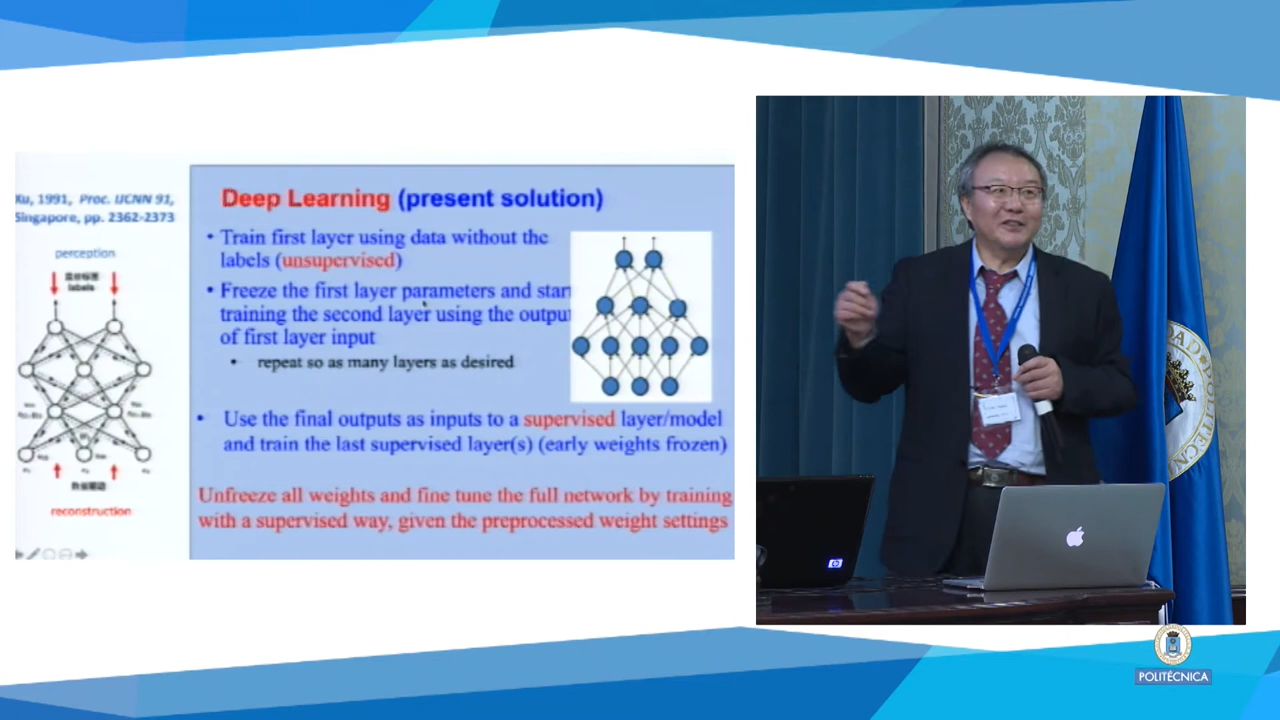 Xu, 1991, Proc. IJCNN 91,
Singapore, pp. 2362-2373
perception
labels
reconstruction
Deep Learning (present solution)
• Train first layer using data without the
labels (unsupervised)
• Freeze the first layer parameters and start
training the second layer using the output
of first layer input
• repeat so as many layers as desired
• Use the final outputs as inputs to a supervised layer/model
and train the last supervised layer(s) (early weights frozen)
Unfreeze all weights and fine tune the full network by training
with a supervised way, given the preprocessed weight settings
hp
POLITÉCNICA